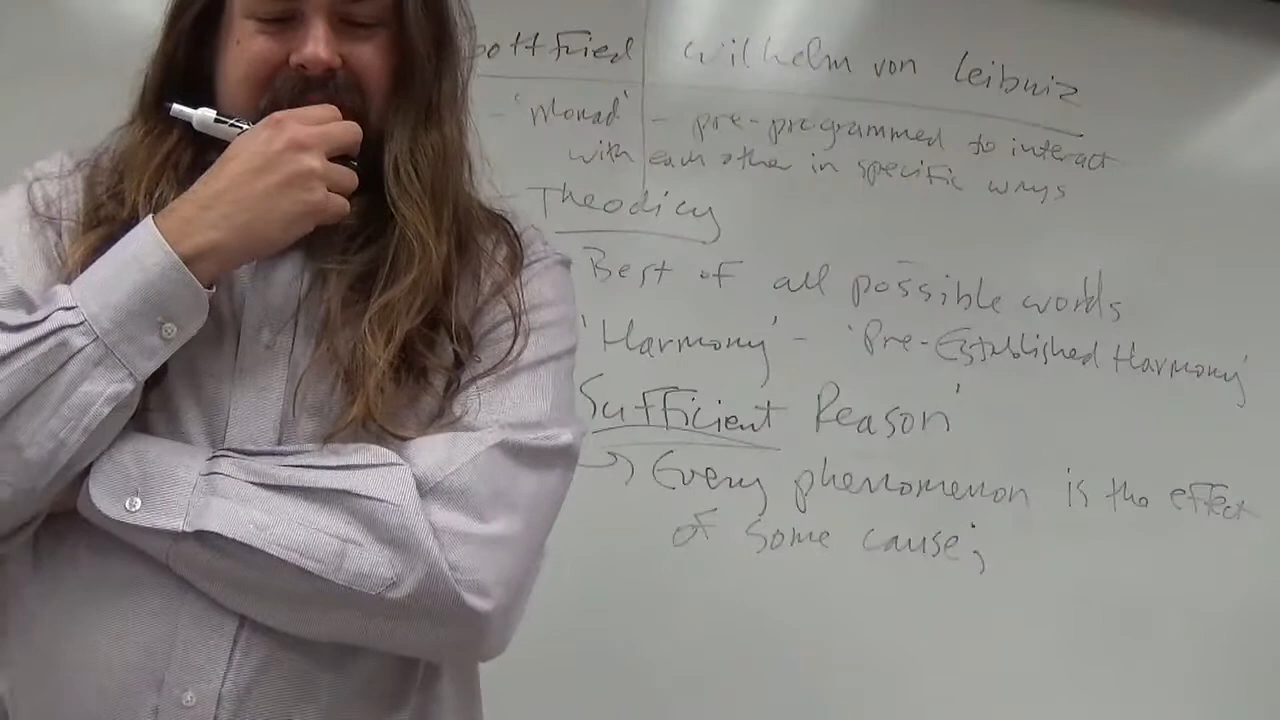 ottfried Wilhelm von Leibniz
- 'Monad' - pre-programmed to interact
with each other in specific ways
- Theodicy
Best of all possible worlds
'Harmony' - 'Pre-Established Harmony'
Sufficient Reason'
→ Every phenomenon is the effect
of some cause;